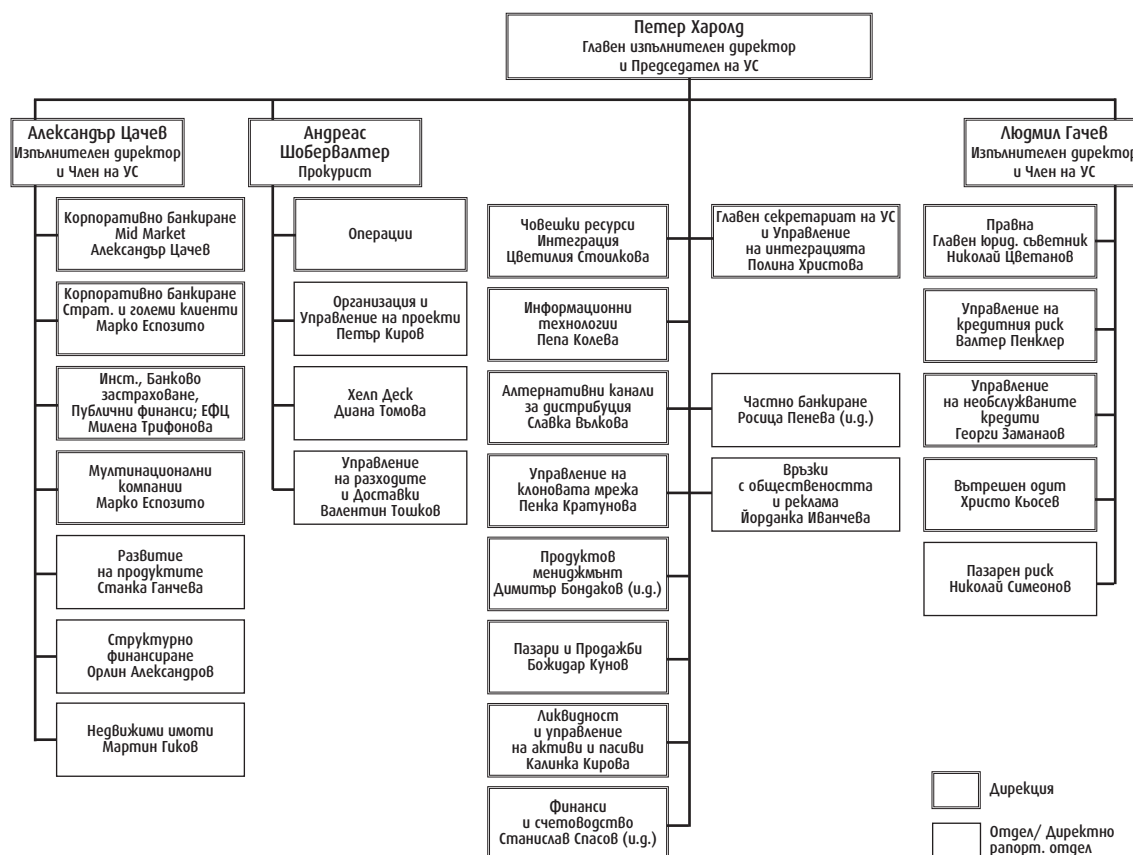 Петер Харолд
Главен изпълнителен директор
и Председател на УС
Александър Цачев
Изпълнителен директор
и Член на УС
Андреас
Шобервалтер
Прокурист
Людмил Гачев
Изпълнителен директор
и Член на УС
Корпоративно Банкиране
Mid Market
Александър Цачев
Корпоративно Банкиране
Страт. и големи клиенти
Марко Еспозито
Инст., Банково
застраховане,
Публични финанси; ЕФЦ
Милена Трифонова
Мултинационални
компании
Марко Еспозито
Развитие
на продуктите
Станка Ганчева
Структурно
финансиране
Орлин Александров
Недвижими имоти
Мартин Гиков
Операции
Организация и
Управление на проекти
Петър Киров
Хелп Деск
Диана Томова
Управление
на разходите
и Доставки
Валентин Тошков
Човешки ресурси
Интеграция
Цветилия Стоилкова
Информационни
технологии
Пепа Колева
Алтернативни канали
за дистрибуция
Славка Вълкова
Управление на
клоновата мрежа
Пенка Кратунова
Продуктов
мениджмънт
Димитър Бондаков (и.д.)
Пазари и Продажби
Божидар Кунов
Ликвидност
и управление
на активи и пасиви
Калинка Кирова
Финанси
и счетоводство
Станислав Спасов (и.д.)
Главен секретариат на УС
и Управление
на интеграцията
Полина Христова
Частно Банкиране
Росица Пенева (и.д.)
Връзки
с обществеността
и реклама
Йорданка Иванчева
Правна
Главен юрид. съветник
Николай Цветанов
Управление на
кредитния риск
Валтер Пенклер
Управление
на необслужваните
кредити
Георги Заманаов
Вътрешен одит
Христо Кьосев
Пазарен риск
Николай Симеонов
Дирекция
Отдел/ Директно
рапорт. отдел